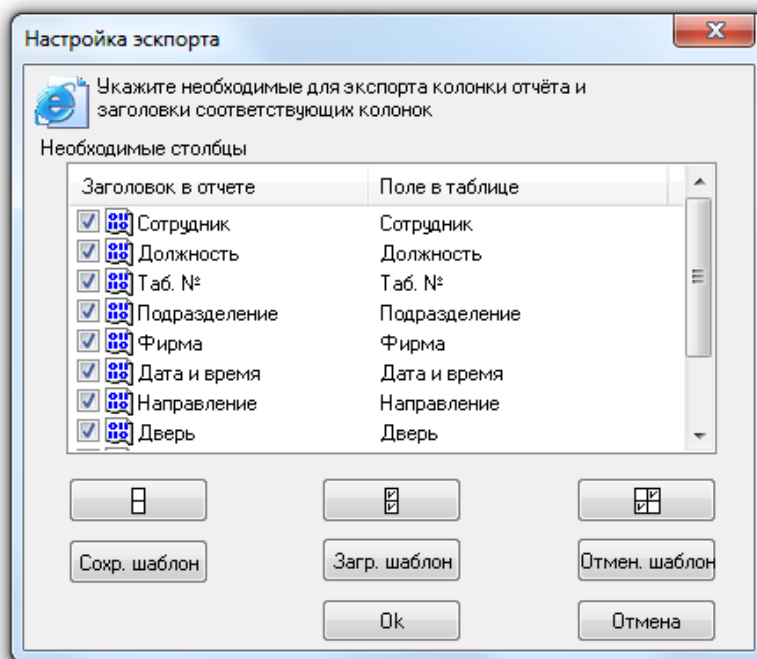 Настройка эскпорта
Укажите необходимые для экспорта колонки отчёта и
заголовки соответствующих колонок
Необходимые столбцы
Заголовок в отчете Поле в таблице
Сотрудник Сотрудник
Должность Должность
Таб. № Таб. №
Подразделение Подразделение
Фирма Фирма
Дата и время Дата и время
Направление Направление
Дверь Дверь
Сохр. шаблон Загр. шаблон Отмен. шаблон
Ok Отмена